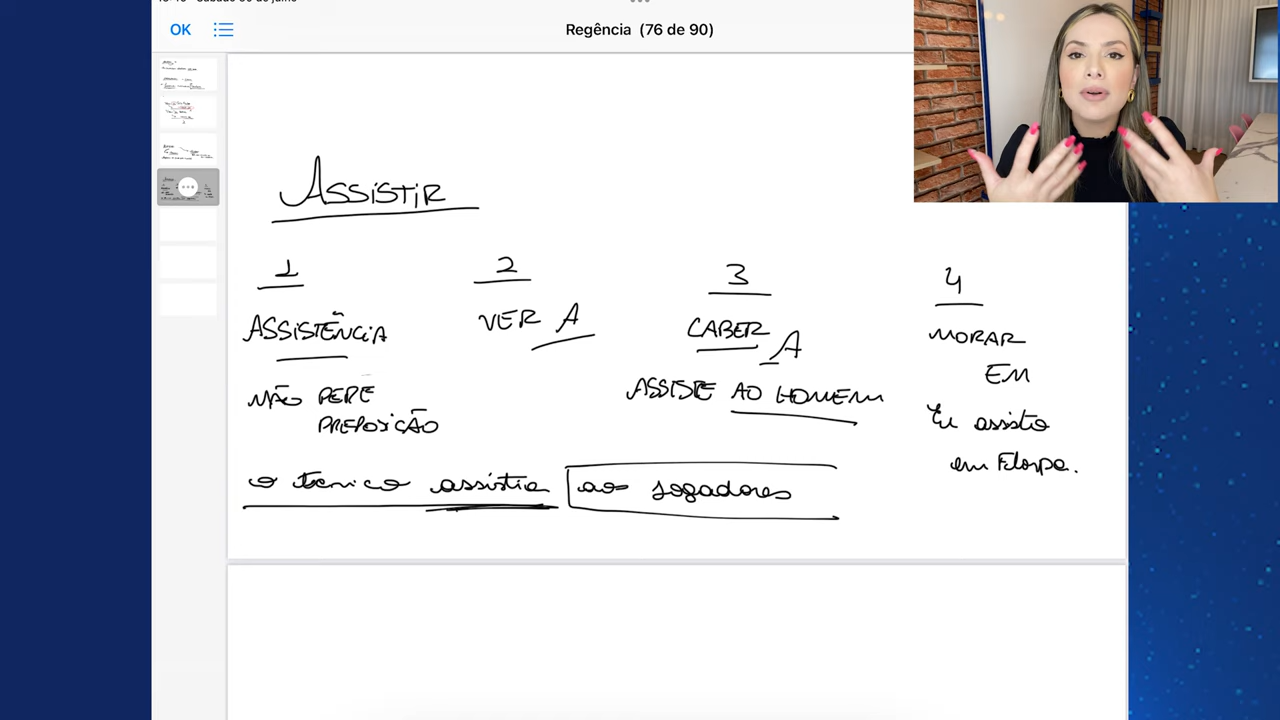 OK
Regência (76 de 90)
ASSISTIR
1
ASSISTÊNCIA
NÃO PEDE
PREPOSIÇÃO
2
VER A
3
CABER A
ASSISTE AO HOMEM
4
MORAR
EM
Eu assisto
em Floripa.
o técnico assistia aos jogadores